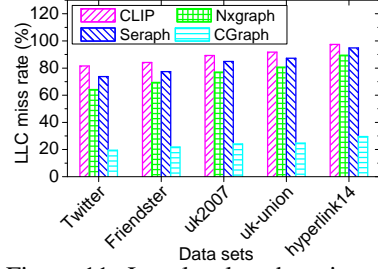 120
100
80
60
40
20
0
LLC miss rate (%)
CLIP
Nxgraph
Seraph
CGraph
Twitter
Friendster
uk2007
uk-union
hyperlink14
Data sets